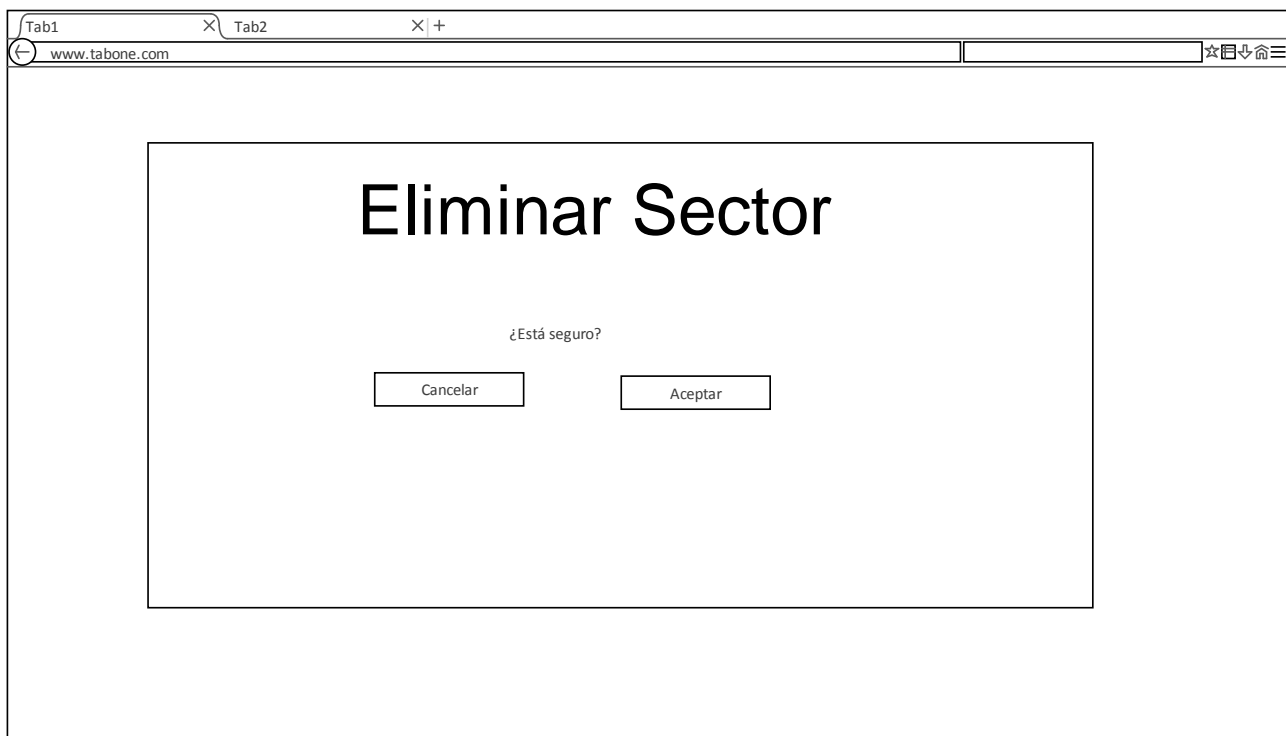 Tab1 Tab2
www.tabone.com
Eliminar Sector
¿Está seguro?
Cancelar Aceptar